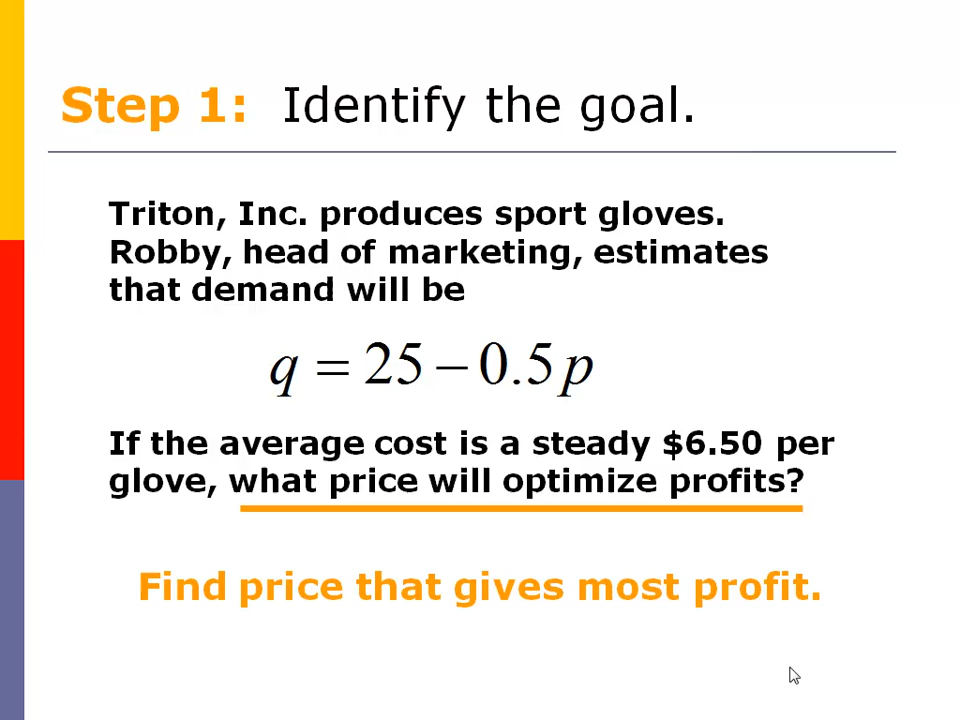 Step 1: Identify the goal.
Triton, Inc. produces sport gloves.
Robby, head of marketing, estimates
that demand will be
q = 25 − 0.5p
If the average cost is a steady $6.50 per
glove, what price will optimize profits?
Find price that gives most profit.